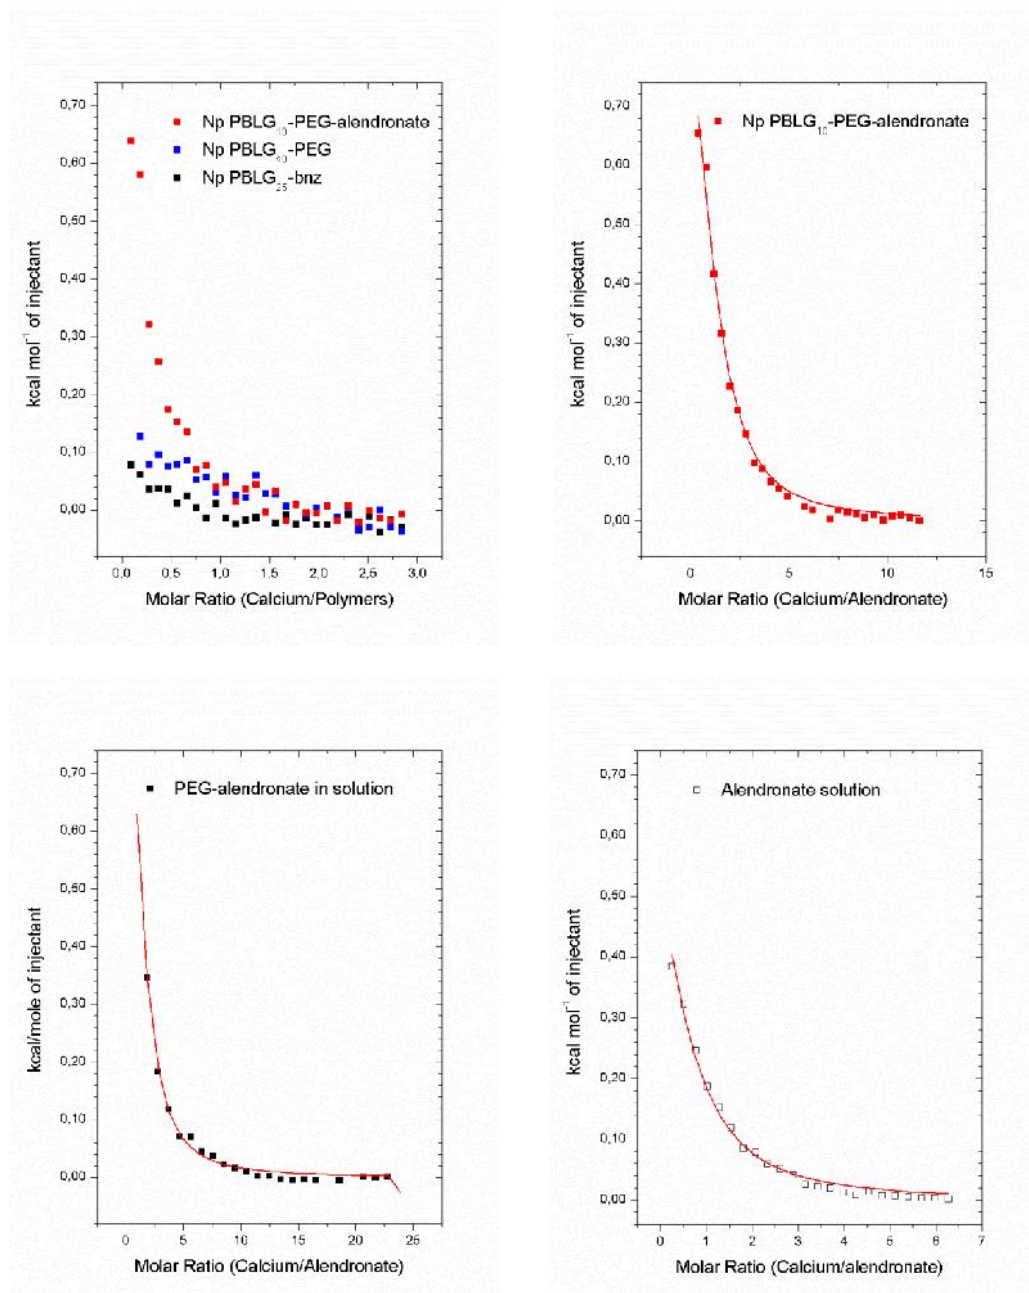 0,70
0,60
0,50
0,40
0,30
0,20
0,10
0,00
kcal mol⁻¹ of injectant
Np PBLG₁₀-PEG-alendronate
Np PBLG₄₀-PEG
Np PBLG₂₅-bnz
0,0 0,5 1,0 1,5 2,0 2,5 3,0
Molar Ratio (Calcium/Polymers)
0,70
0,60
0,50
0,40
0,30
0,20
0,10
0,00
kcal mol⁻¹ of injectant
Np PBLG₁₀-PEG-alendronate
0 5 10 15
Molar Ratio (Calcium/Alendronate)
0,70
0,60
0,50
0,40
0,30
0,20
0,10
0,00
kcal/mole of injectant
PEG-alendronate in solution
0 5 10 15 20 25
Molar Ratio (Calcium/Alendronate)
0,70
0,60
0,50
0,40
0,30
0,20
0,10
0,00
kcal mol⁻¹ of injectant
Alendronate solution
0 1 2 3 4 5 6 7
Molar Ratio (Calcium/alendronate)